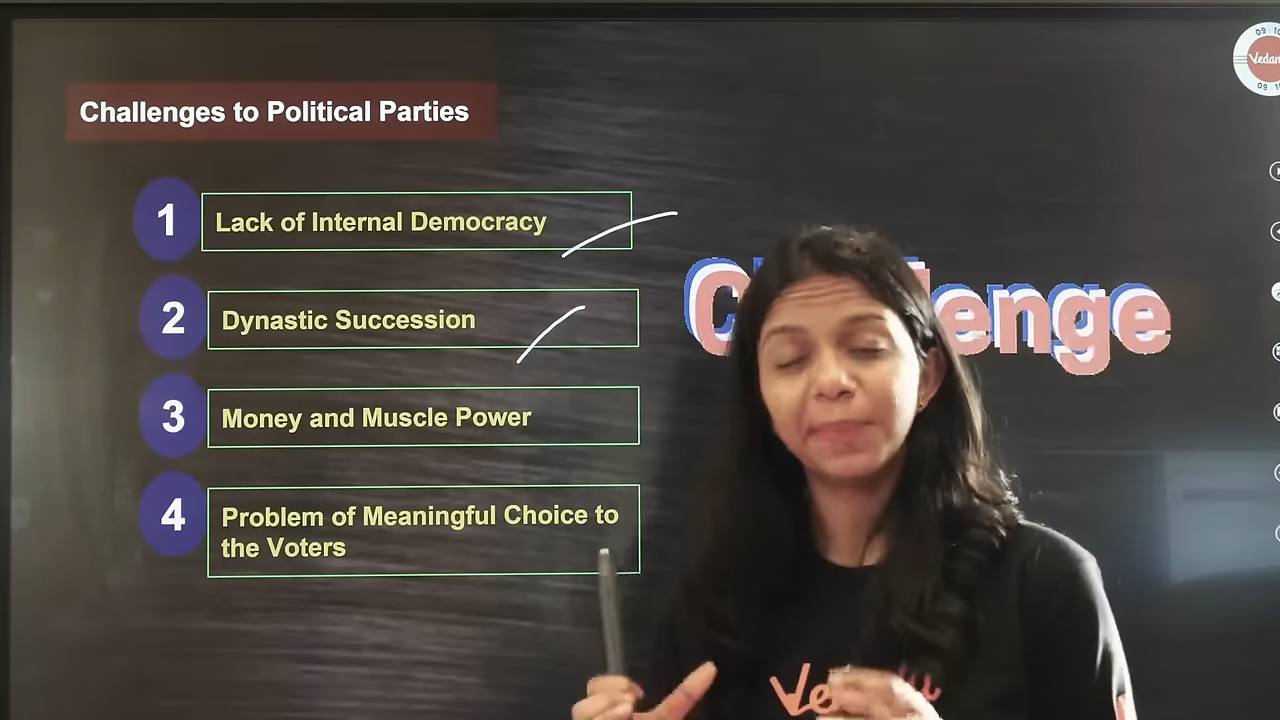 Challenges to Political Parties
1
Lack of Internal Democracy
2
Dynastic Succession
3
Money and Muscle Power
4
Problem of Meaningful Choice to
the Voters